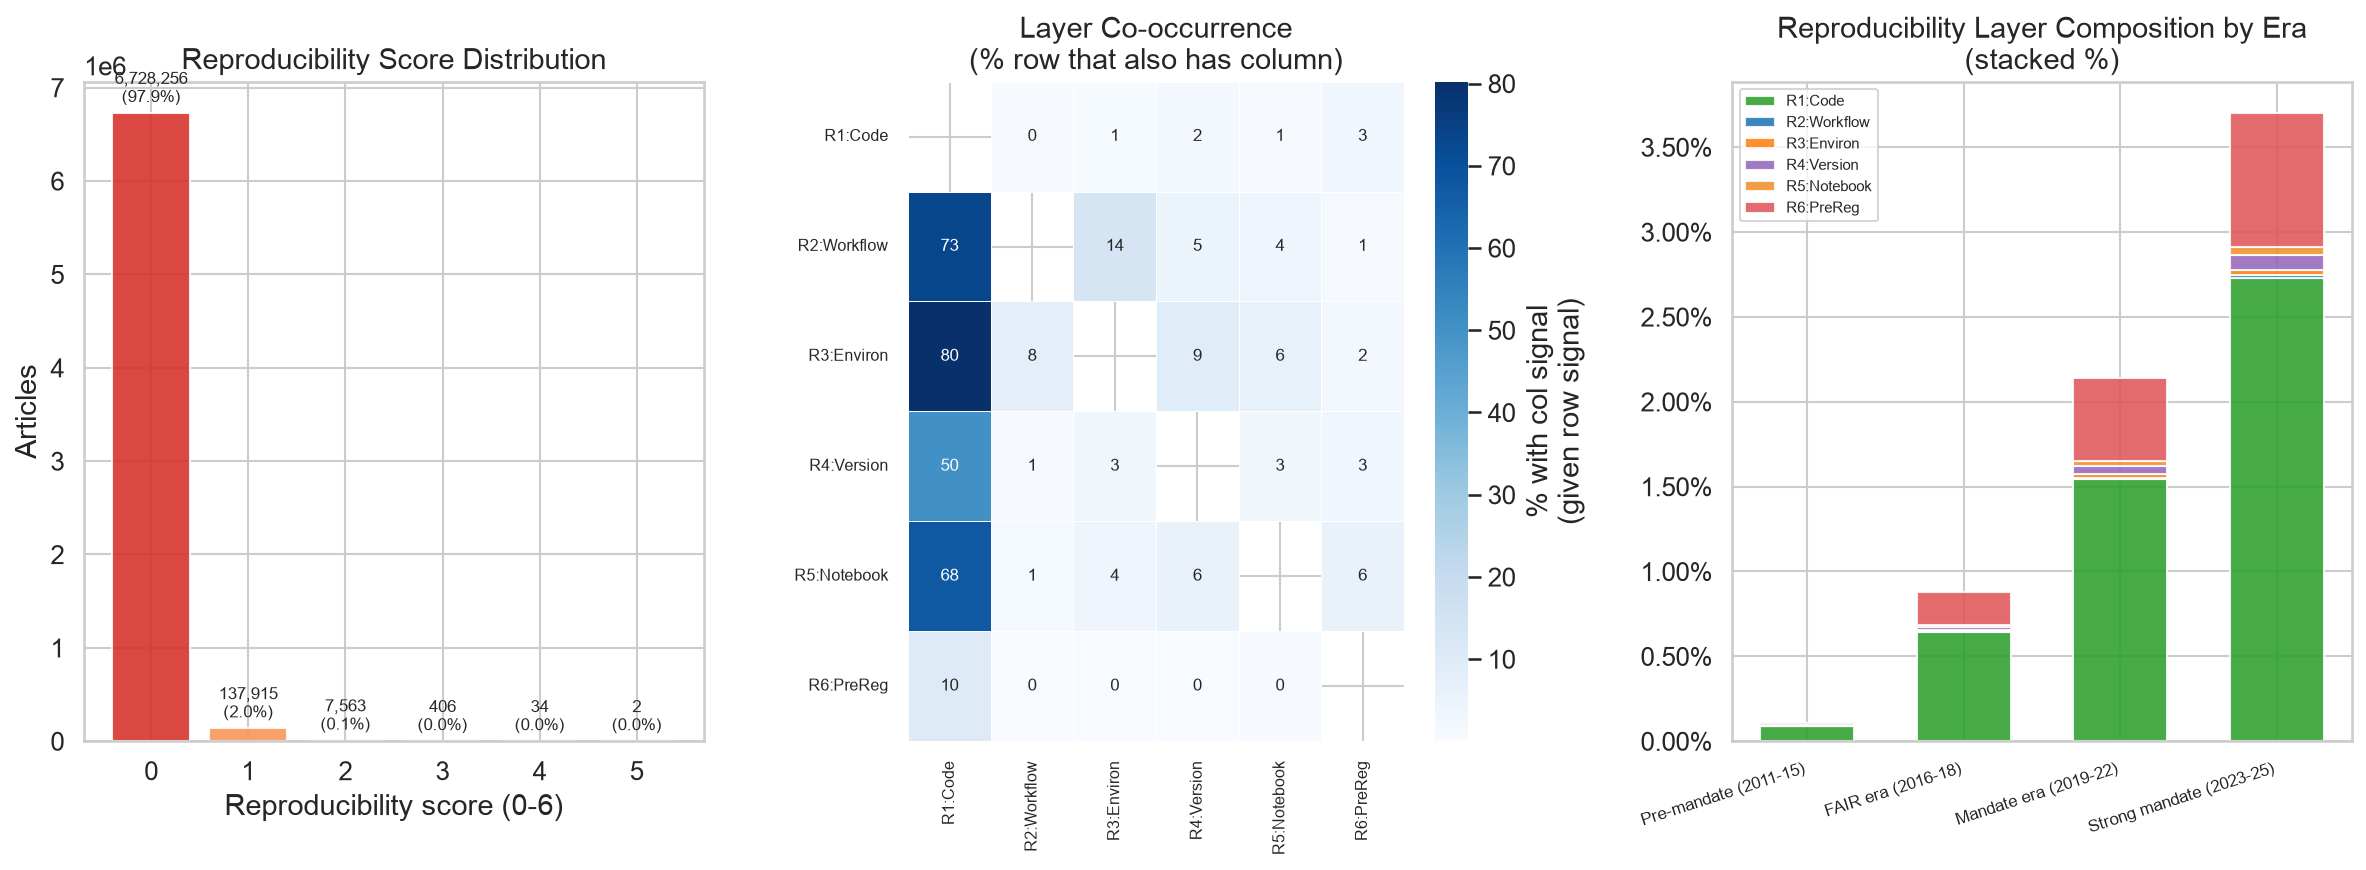 Reproducibility Score Distribution
1e6
7
6
5
4
3
2
1
0
Articles
6,728,256
(97.9%)
137,915
(2.0%)
7,563
(0.1%)
406
(0.0%)
34
(0.0%)
2
(0.0%)
0 1 2 3 4 5
Reproducibility score (0-6)
Layer Co-occurrence
(% row that also has column)
R1:Code 0 1 2 1 3
R2:Workflow 73 14 5 4 1
R3:Environ 80 8 9 6 2
R4:Version 50 1 3 3 3
R5:Notebook 68 1 4 6 6
R6:PreReg 10 0 0 0 0
R1:Code
R2:Workflow
R3:Environ
R4:Version
R5:Notebook
R6:PreReg
80
70
60
50
40
30
20
10
% with col signal
(given row signal)
Reproducibility Layer Composition by Era
(stacked %)
R1:Code
R2:Workflow
R3:Environ
R4:Version
R5:Notebook
R6:PreReg
3.50%
3.00%
2.50%
2.00%
1.50%
1.00%
0.50%
0.00%
Pre-mandate (2011-15)
FAIR era (2016-18)
Mandate era (2019-22)
Strong mandate (2023-25)